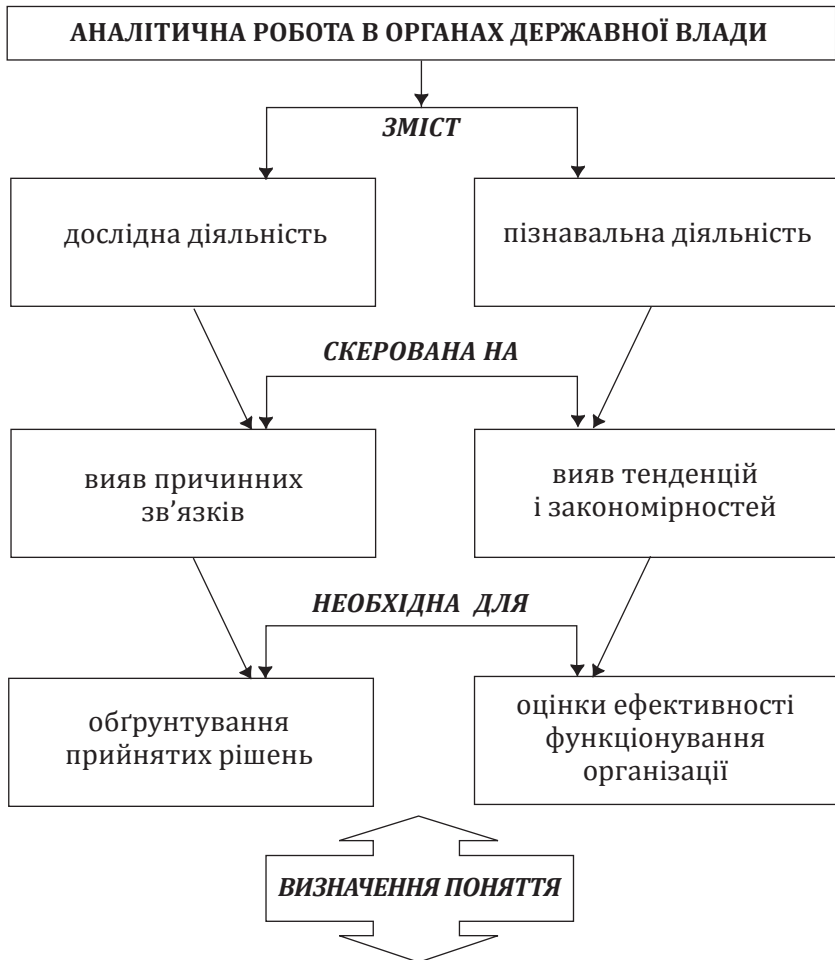 АНАЛІТИЧНА РОБОТА В ОРГАНАХ ДЕРЖАВНОЇ ВЛАДИ
ЗМІСТ
дослідна діяльність
пізнавальна діяльність
СКЕРОВАНА НА
вияв причинних
зв’язків
вияв тенденцій
і закономірностей
НЕОБХІДНА ДЛЯ
обґрунтування
прийнятих рішень
оцінки ефективності
функціонування
організації
ВИЗНАЧЕННЯ ПОНЯТТЯ